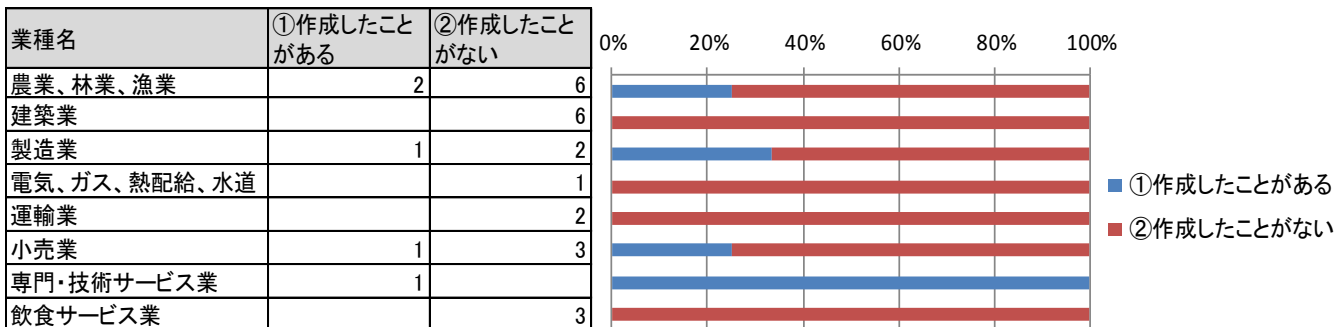 業種名 ①作成したことがある ②作成したことがない
農業、林業、漁業 2 6
建築業 6
製造業 1 2
電気、ガス、熱配給、水道 1
運輸業 2
小売業 1 3
専門・技術サービス業 1
飲食サービス業 3
0% 20% 40% 60% 80% 100%
①作成したことがある
②作成したことがない